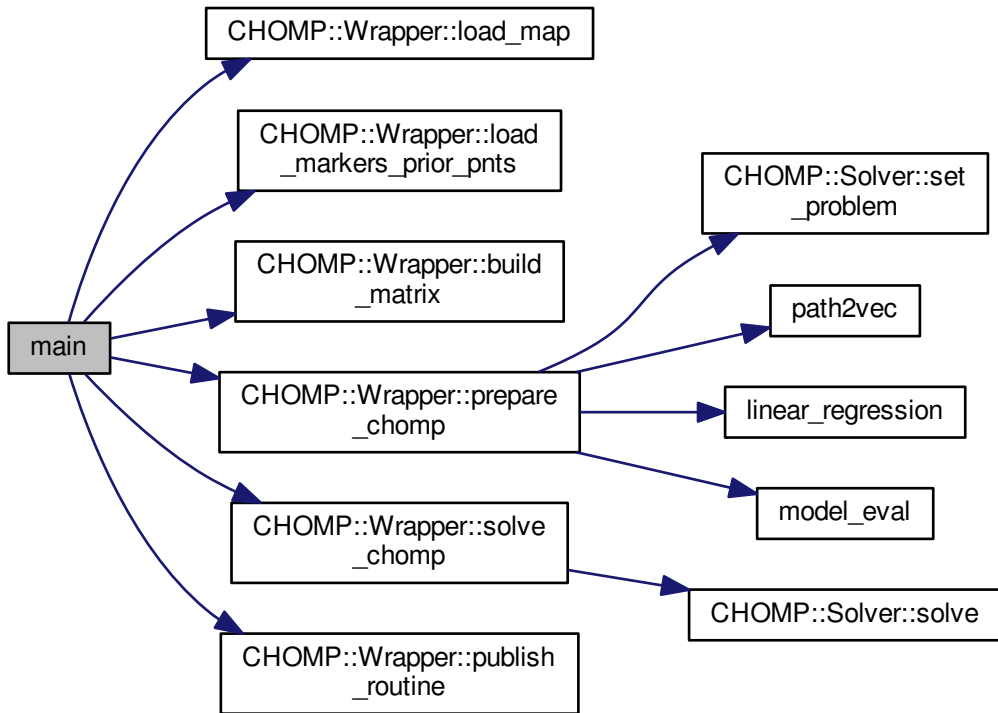 main
CHOMP::Wrapper::load_map
CHOMP::Wrapper::load
_markers_prior_pnts
CHOMP::Wrapper::build
_matrix
CHOMP::Wrapper::prepare
_chomp
CHOMP::Wrapper::solve
_chomp
CHOMP::Wrapper::publish
_routine
CHOMP::Solver::set
_problem
path2vec
linear_regression
model_eval
CHOMP::Solver::solve